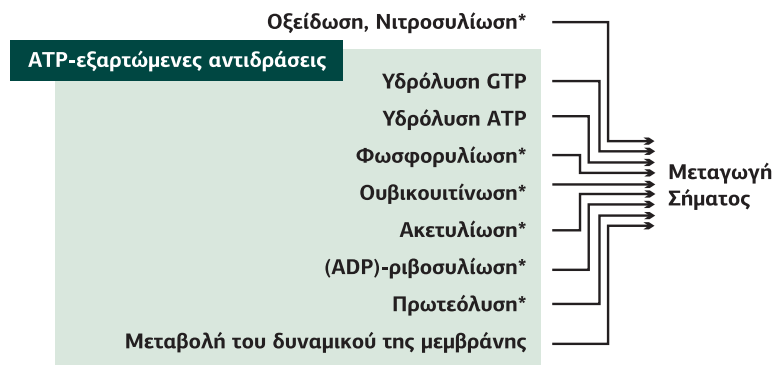 Οξείδωση, Νιτροσυλίωση*
ATP-εξαρτώμενες αντιδράσεις
Υδρόλυση GTP
Υδρόλυση ATP
Φωσφορυλίωση*
Ουβικουιτίνωση*
Ακετυλίωση*
(ADP)-ριβοσυλίωση*
Πρωτεόλυση*
Μεταβολή του δυναμικού της μεμβράνης
Μεταγωγή
Σήματος